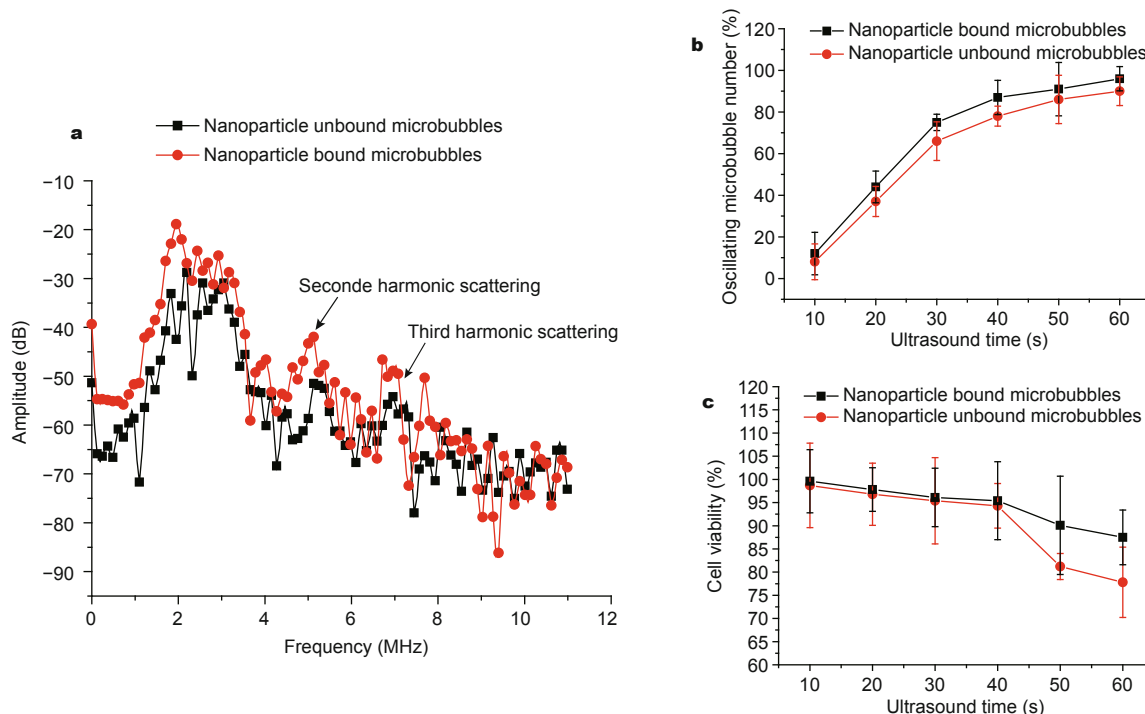 a
Nanoparticle unbound microbubbles
Nanoparticle bound microbubbles
−10
−20
−30
−40
−50
−60
−70
−80
−90
Amplitude (dB)
Seconde harmonic scattering
Third harmonic scattering
0 2 4 6 8 10 12
Frequency (MHz)
b
Nanoparticle bound microbubbles
Nanoparticle unbound microbubbles
100
80
60
40
20
0
Oscillating microbubble number (%)
10 20 30 40 50 60
Ultrasound time (s)
c
Nanoparticle bound microbubbles
Nanoparticle unbound microbubbles
120
115
110
105
100
95
90
85
80
75
70
65
60
Cell viability (%)
10 20 30 40 50 60
Ultrasound time (s)